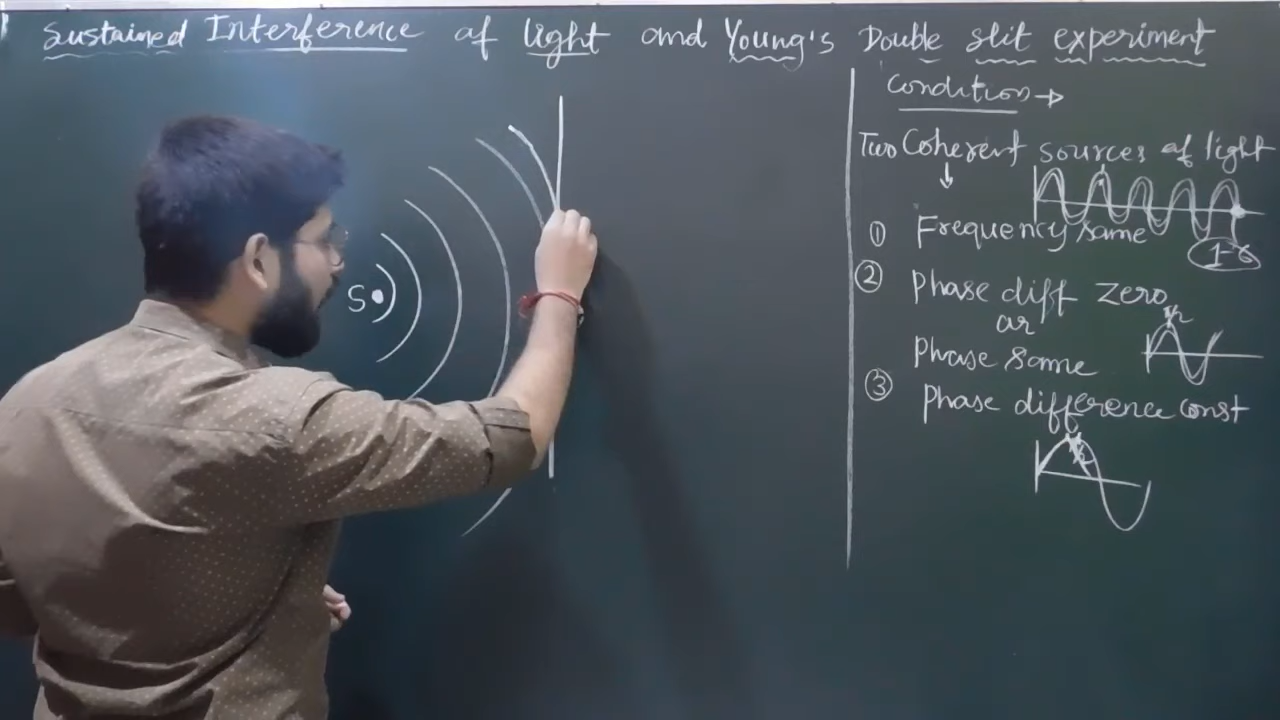 Sustained Interference of light and Young's Double slit experiment
Condition →
Two Coherent sources of light
① Frequency same
② Phase diff zero
or
Phase same
③ Phase difference const
S